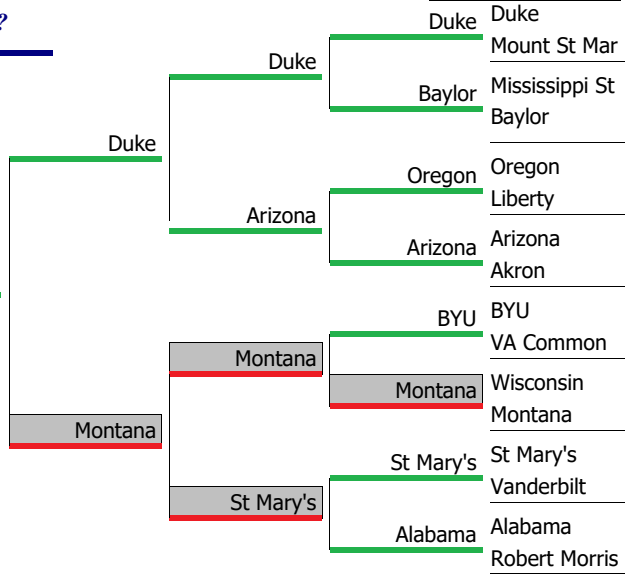 ?
Duke
Mount St Mar
Mississippi St
Baylor
Oregon
Liberty
Arizona
Akron
BYU
VA Common
Wisconsin
Montana
St Mary's
Vanderbilt
Alabama
Robert Morris
Duke
Baylor
Oregon
Arizona
BYU
Montana
St Mary's
Alabama
Duke
Arizona
Montana
St Mary's
Duke
Montana